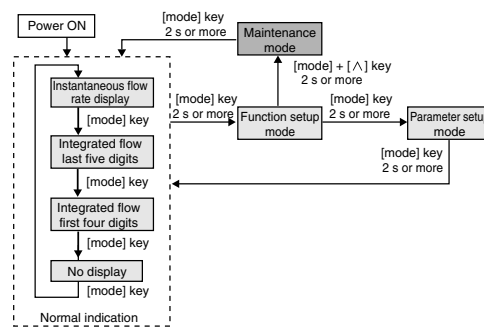 Power ON
[mode] key
2 s or more
Maintenance
mode
[mode] + [∧] key
2 s or more
Instantaneous flow
rate display
[mode] key
[mode] key
2 s or more
Function setup
mode
[mode] key
2 s or more
Parameter setup
mode
Integrated flow
last five digits
[mode] key
[mode] key
2 s or more
Integrated flow
first four digits
[mode] key
No display
[mode] key
Normal indication